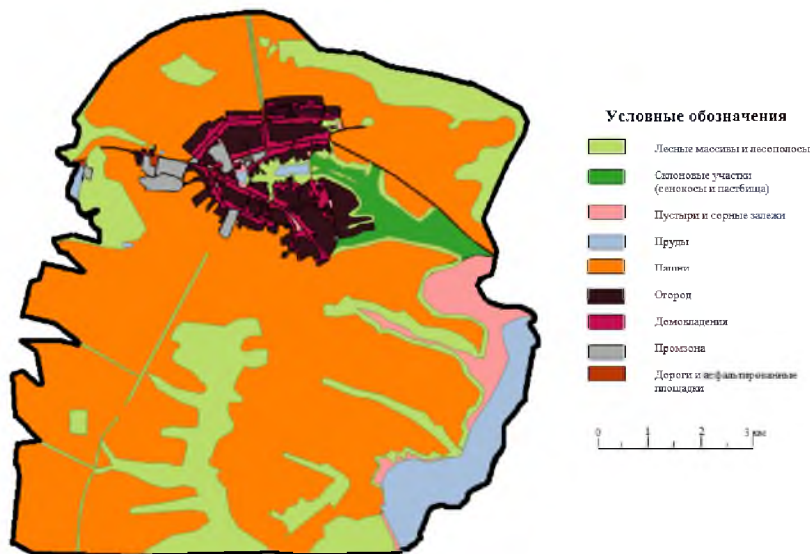 Условные обозначения
Лесные массивы и лесополосы
Склоновые участки
(сенокосы и пастбища)
Пустыри и сорные залежи
Пруды
Пашни
Огород
Домовладения
Промзона
Дороги и асфальтированные
площадки
0 1 2 3 км